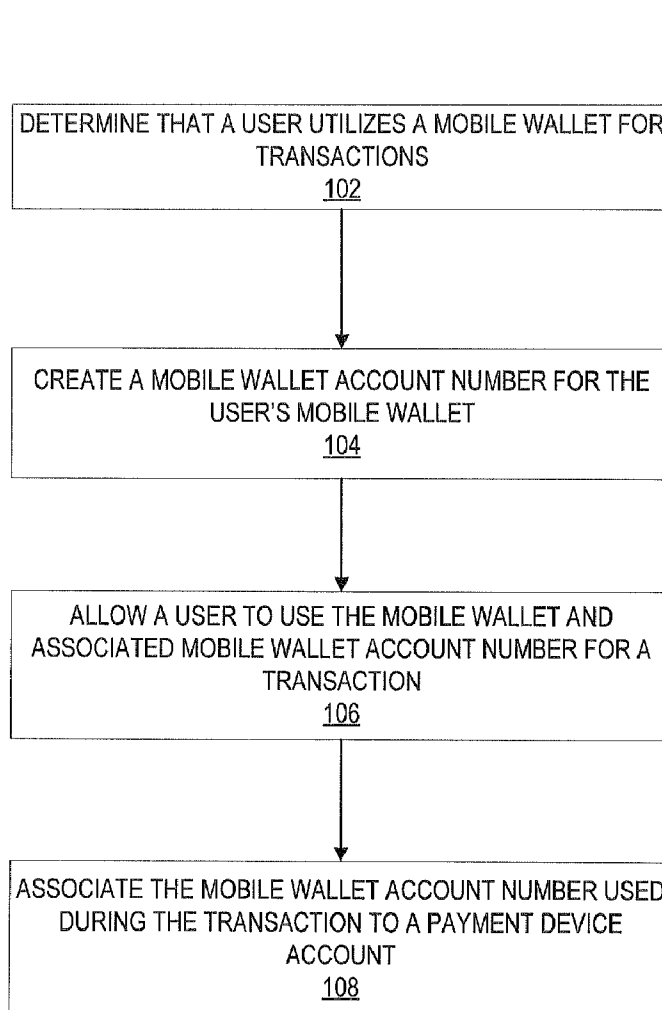 DETERMINE THAT A USER UTILIZES A MOBILE WALLET FOR
TRANSACTIONS
102
CREATE A MOBILE WALLET ACCOUNT NUMBER FOR THE
USER'S MOBILE WALLET
104
ALLOW A USER TO USE THE MOBILE WALLET AND
ASSOCIATED MOBILE WALLET ACCOUNT NUMBER FOR A
TRANSACTION
106
ASSOCIATE THE MOBILE WALLET ACCOUNT NUMBER USED
DURING THE TRANSACTION TO A PAYMENT DEVICE
ACCOUNT
108